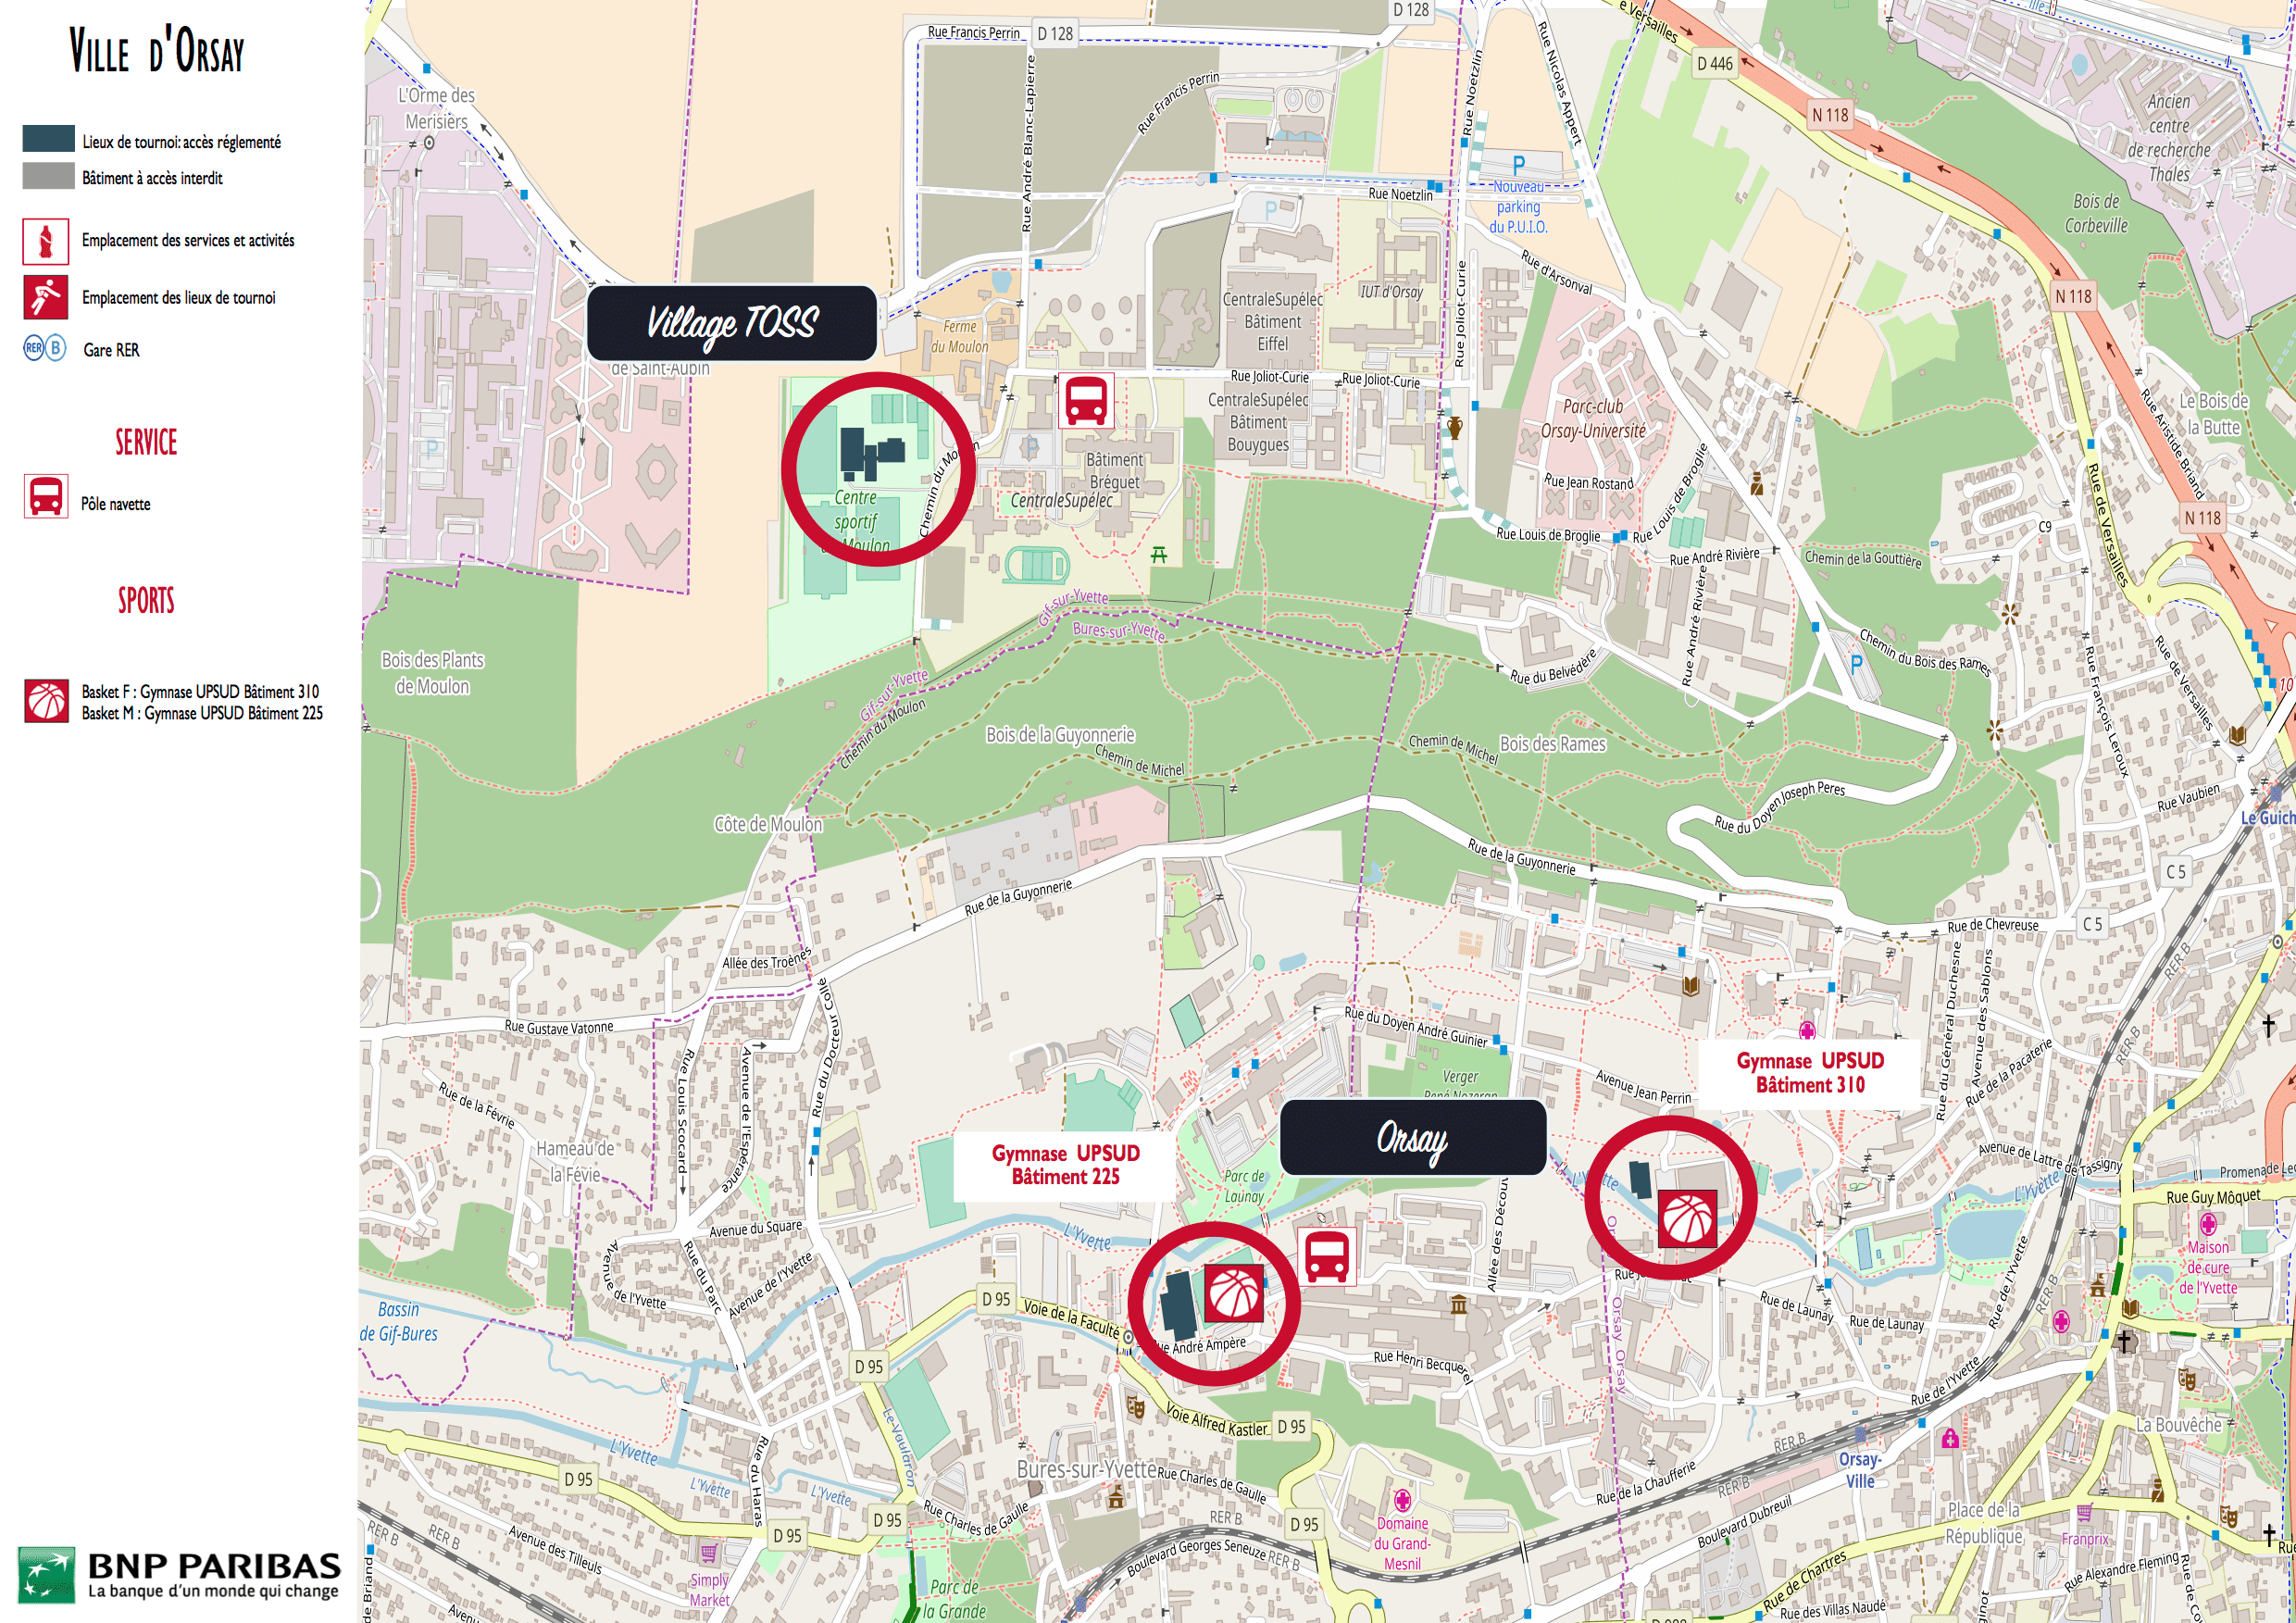 VILLE D'ORSAY
Lieux de tournoi: accès réglementé
Bâtiment à accès interdit
Emplacement des services et activités
Emplacement des lieux de tournoi
RER B
Gare RER
SERVICE
Pôle navette
SPORTS
Basket F : Gymnase UPSUD Bâtiment 310
Basket M : Gymnase UPSUD Bâtiment 225
BNP PARIBAS
La banque d'un monde qui change
Rue Francis Perrin
D 128
D 128
e Versailles
D 446
N 118
L'Orme des
Merisiers
Rue André Blanc-Lapierre
Rue Francis Perrin
Rue Noetzlin
Rue Nicolas Appert
Ancien
centre
de recherche
Thales
P
Nouveau
parking
du P.U.I.O.
Rue Noetzlin
P
Bois de
Corbeville
Rue d'Arsonval
N 118
Village TOSS
de Saint-Aubin
Ferme
du Moulon
CentraleSupélec
Bâtiment
Eiffel
IUT d'Orsay
Rue Joliot-Curie
Rue Joliot-Curie
Rue Joliot-Curie
CentraleSupélec
Bâtiment
Bouygues
Parc-club
Orsay-Université
Le Bois de
la Butte
Rue Aristide Briand
P
Centre
sportif
Moulon
Chemin du Mo
Bâtiment
Bréguet
CentraleSupélec
Rue Jean Rostand
Rue Louis de Broglie
Rue Louis de Broglie
Rue André Rivière
Rue André Rivière
Chemin de la Gouttière
C9
Rue de Versailles
N 118
Gif-sur-Yvette
Bures-sur-Yvette
Gif-sur-Yvette
Chemin du Moulon
Bois des Plants
de Moulon
Bois de la Guyonnerie
Chemin de Michel
Chemin de Michel
Bois des Rames
Rue du Belvédère
P
Chemin du Bois des Rames
Rue François Leroux
Rue de Versailles
10
Rue du Doyen Joseph Peres
Rue Vaubien
Le Guich
Côte de Moulon
Rue de la Guyonnerie
Rue de la Guyonnerie
C 5
C 5
Rue de Chevreuse
RER B
Allée des Troënes
Rue Gustave Vatonne
Rue du Docteur Collé
Rue Louis Scocard
Avenue de l'Espérance
Rue de la Févrie
Hameau de
la Févie
Rue du Doyen André Guinier
Verger
René Nozeran
Avenue Jean Perrin
Gymnase UPSUD
Bâtiment 310
Rue du Général Duchesne
Avenue des Sablons
Rue de la Pacaterie
RER B
Gymnase UPSUD
Bâtiment 225
Parc de
Launay
Orsay
L'Yvette
Avenue de Lattre de Tassigny
Promenade Lec
Rue Guy Môquet
L'Yvette
Maison
de cure
de l'Yvette
Avenue du Square
Avenue de l'Yvette
Avenue de l'Yvette
Rue du Parc
L'Yvette
Allée des Découv
Orsay Orsay
Rue de Launay
Rue de Launay
Rue de l'Yvette
RER B
Bassin
de Gif-Bures
D 95
Voie de la Faculté
Rue André Ampère
Rue Henri Becquerel
Rue de l'Yvette
D 95
Le Vaularon
Voie Alfred Kastler
D 95
La Bouvêche
L'Yvette
D 95
L'Yvette
L'Yvette
Rue du Haras
Bures-sur-Yvette
Rue Charles de Gaulle
Rue Charles de Gaulle
Rue de la Chaufferie
RER B
RER B
Orsay-
Ville
Boulevard Dubreuil
Place de la
République
RER B
RER B
Avenue des Tilleuls
D 95
D 95
RER B
Boulevard Georges Seneuze
RER B
D 95
Domaine
du Grand-
Mesnil
Franprix
Simply
Market
Parc de
la Grande
Rue de Chartres
Rue des Villas Naudé
Rue Alexandre Fleming
de Briand